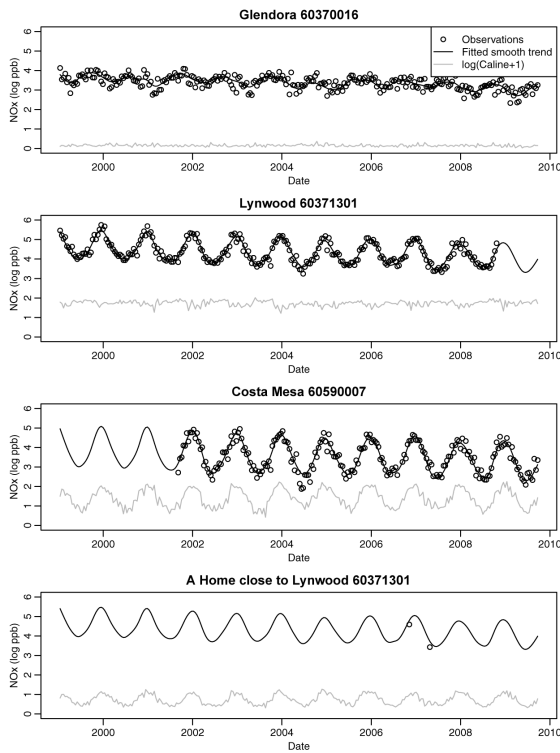 Glendora 60370016
NOx (log ppb)
0 1 2 3 4 5 6
Observations
Fitted smooth trend
log(Caline+1)
2000 2002 2004 2006 2008 2010
Date
Lynwood 60371301
NOx (log ppb)
0 1 2 3 4 5 6
2000 2002 2004 2006 2008 2010
Date
Costa Mesa 60590007
NOx (log ppb)
0 1 2 3 4 5 6
2000 2002 2004 2006 2008 2010
Date
A Home close to Lynwood 60371301
NOx (log ppb)
0 1 2 3 4 5 6
2000 2002 2004 2006 2008 2010
Date